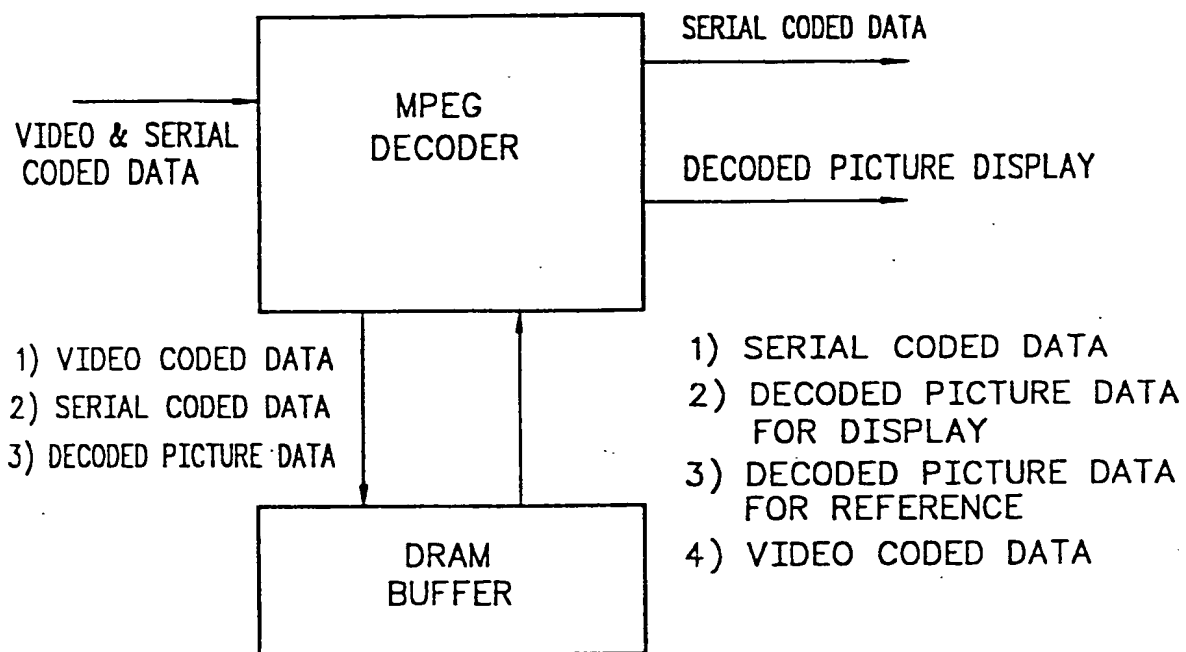 SERIAL CODED DATA
MPEG
DECODER
VIDEO & SERIAL
CODED DATA
DECODED PICTURE DISPLAY
1) VIDEO CODED DATA
2) SERIAL CODED DATA
3) DECODED PICTURE DATA
1) SERIAL CODED DATA
2) DECODED PICTURE DATA
FOR DISPLAY
3) DECODED PICTURE DATA
FOR REFERENCE
4) VIDEO CODED DATA
DRAM
BUFFER